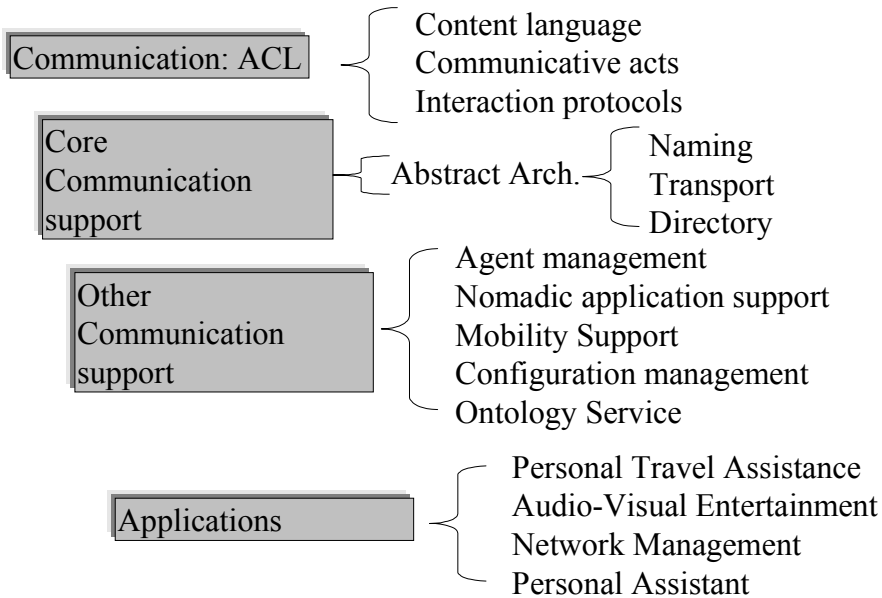 Communication: ACL
Content language
Communicative acts
Interaction protocols
Core
Communication
support
Abstract Arch.
Naming
Transport
Directory
Other
Communication
support
Agent management
Nomadic application support
Mobility Support
Configuration management
Ontology Service
Applications
Personal Travel Assistance
Audio-Visual Entertainment
Network Management
Personal Assistant